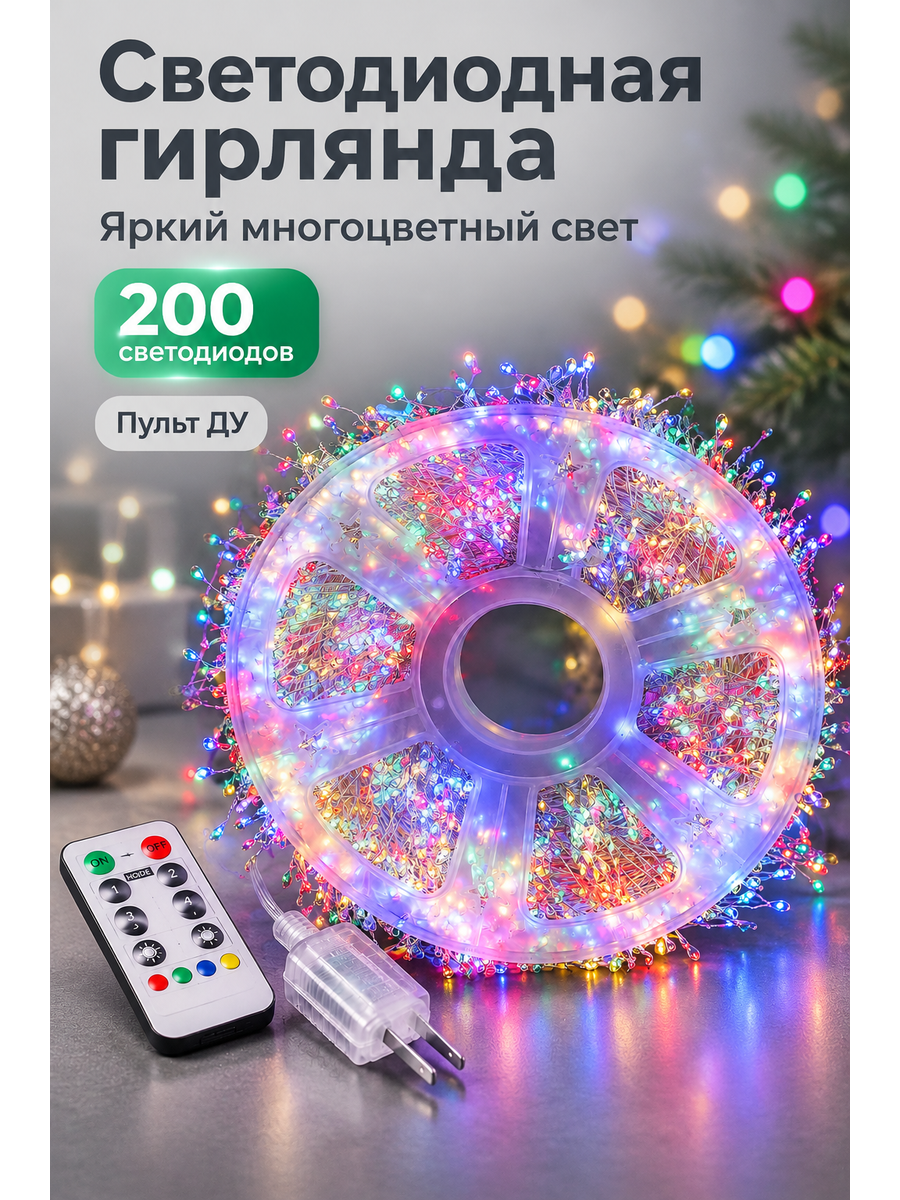 Светодиодная
гирлянда
Яркий многоцветный свет
200
светодиодов
Пульт ДУ
ON
OFF
MODE
1
2
3
4